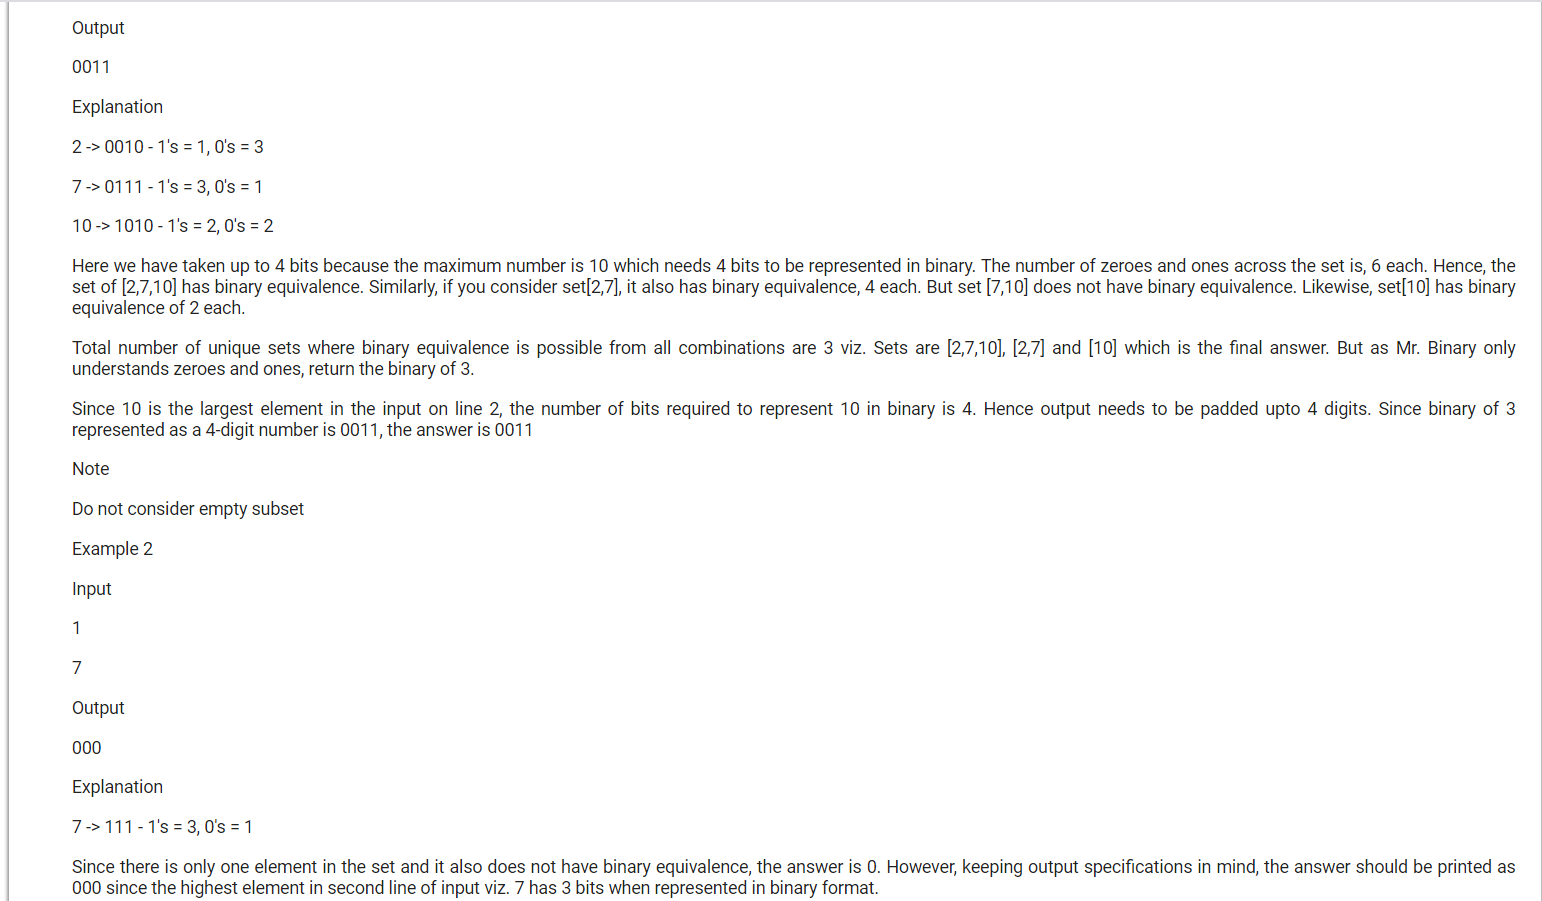 Output
0011
Explanation
2 -> 0010 - 1's = 1, 0's = 3
7 -> 0111 - 1's = 3, 0's = 1
10 -> 1010 - 1's = 2, 0's = 2
Here we have taken up to 4 bits because the maximum number is 10 which needs 4 bits to be represented in binary. The number of zeroes and ones across the set is, 6 each. Hence, the
set of [2,7,10] has binary equivalence. Similarly, if you consider set[2,7], it also has binary equivalence, 4 each. But set [7,10] does not have binary equivalence. Likewise, set[10] has binary
equivalence of 2 each.
Total number of unique sets where binary equivalence is possible from all combinations are 3 viz. Sets are [2,7,10], [2,7] and [10] which is the final answer. But as Mr. Binary only
understands zeroes and ones, return the binary of 3.
Since 10 is the largest element in the input on line 2, the number of bits required to represent 10 in binary is 4. Hence output needs to be padded upto 4 digits. Since binary of 3
represented as a 4-digit number is 0011, the answer is 0011
Note
Do not consider empty subset
Example 2
Input
1
7
Output
000
Explanation
7 -> 111 - 1's = 3, 0's = 1
Since there is only one element in the set and it also does not have binary equivalence, the answer is 0. However, keeping output specifications in mind, the answer should be printed as
000 since the highest element in second line of input viz. 7 has 3 bits when represented in binary format.